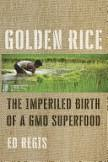 GOLDEN RICE
THE IMPERILED BIRTH
OF A GMO SUPERFOOD
ED REGIS